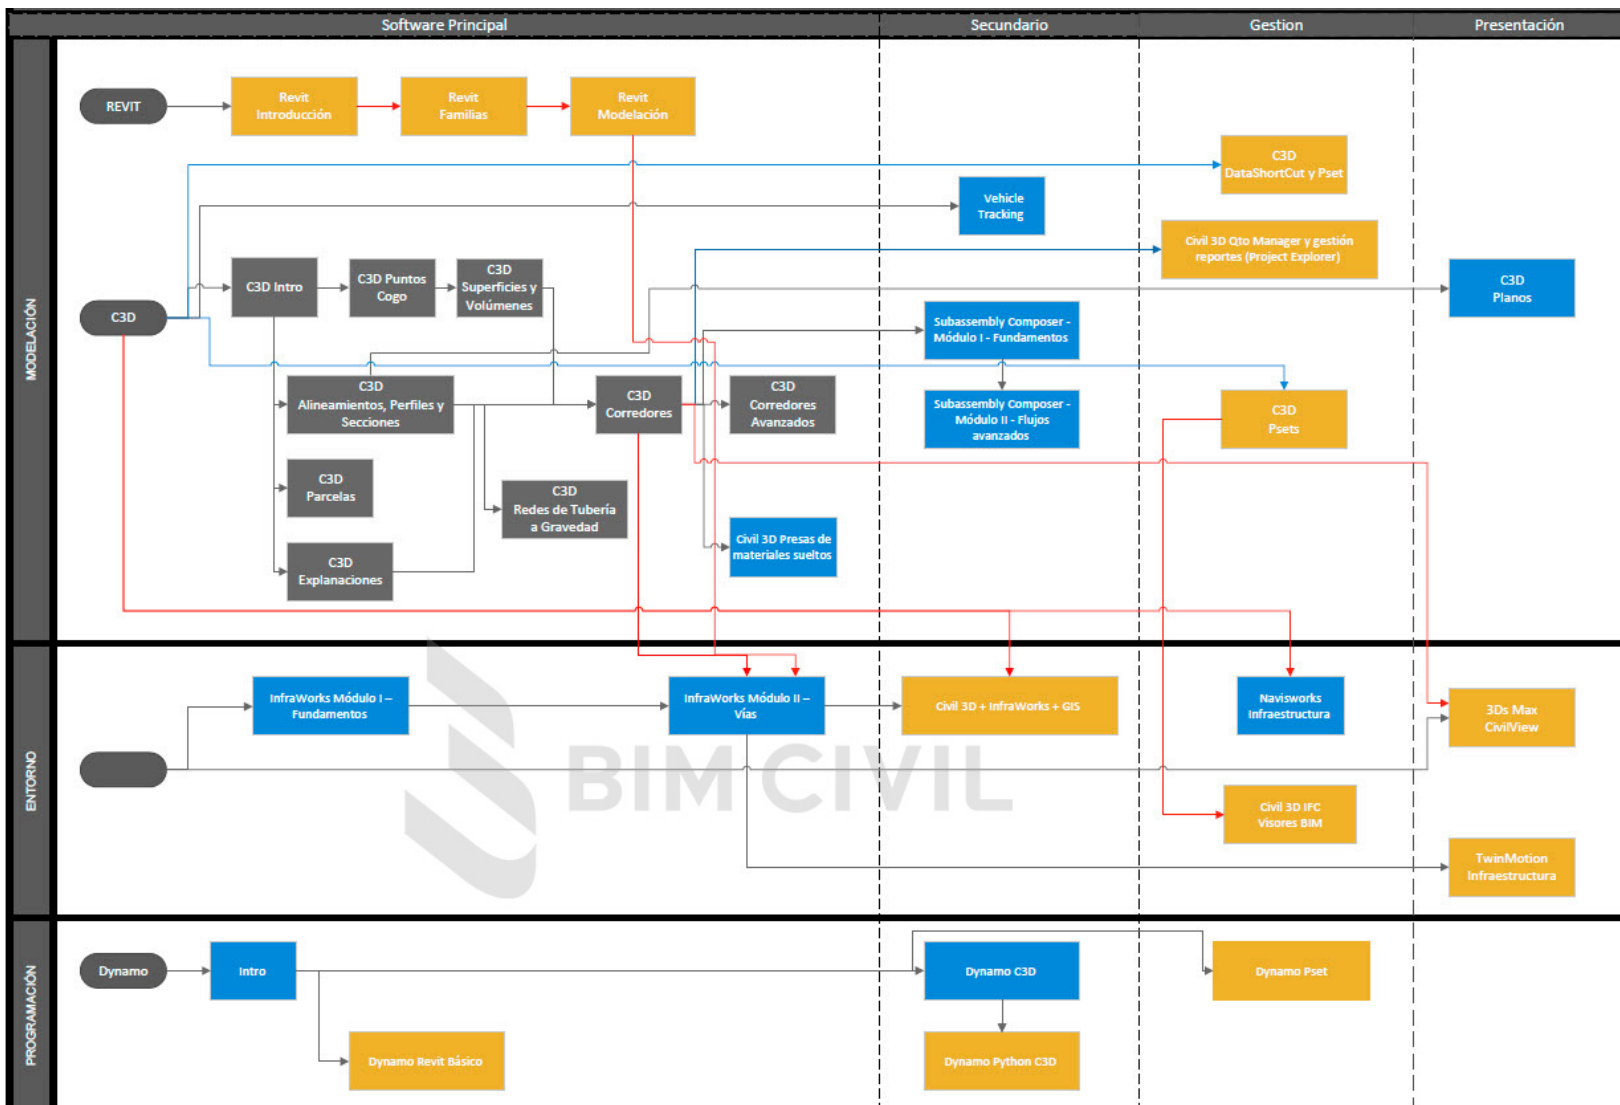 Software Principal
Secundario
Gestion
Presentación
MODELACIÓN
REVIT
Revit
Introducción
Revit
Familias
Revit
Modelación
C3D
DataShortCut y Pset
Vehicle
Tracking
Civil 3D Qto Manager y gestión
reportes (Project Explorer)
C3D
Planos
C3D
C3D Intro
C3D Puntos
Cogo
C3D
Superficies y
Volúmenes
Subassembly Composer -
Módulo I - Fundamentos
C3D
Alineamientos, Perfiles y
Secciones
C3D
Corredores
C3D
Corredores
Avanzados
Subassembly Composer -
Módulo II - Flujos
avanzados
C3D
Psets
C3D
Parcelas
C3D
Redes de Tubería
a Gravedad
Civil 3D Presas de
materiales sueltos
C3D
Explanaciones
ENTORNO
InfraWorks Módulo I –
Fundamentos
InfraWorks Módulo II –
Vías
Civil 3D + InfraWorks + GIS
Navisworks
Infraestructura
3Ds Max
CivilView
BIM CIVIL
Civil 3D IFC
Visores BIM
TwinMotion
Infraestructura
PROGRAMACIÓN
Dynamo
Intro
Dynamo C3D
Dynamo Pset
Dynamo Revit Básico
Dynamo Python C3D